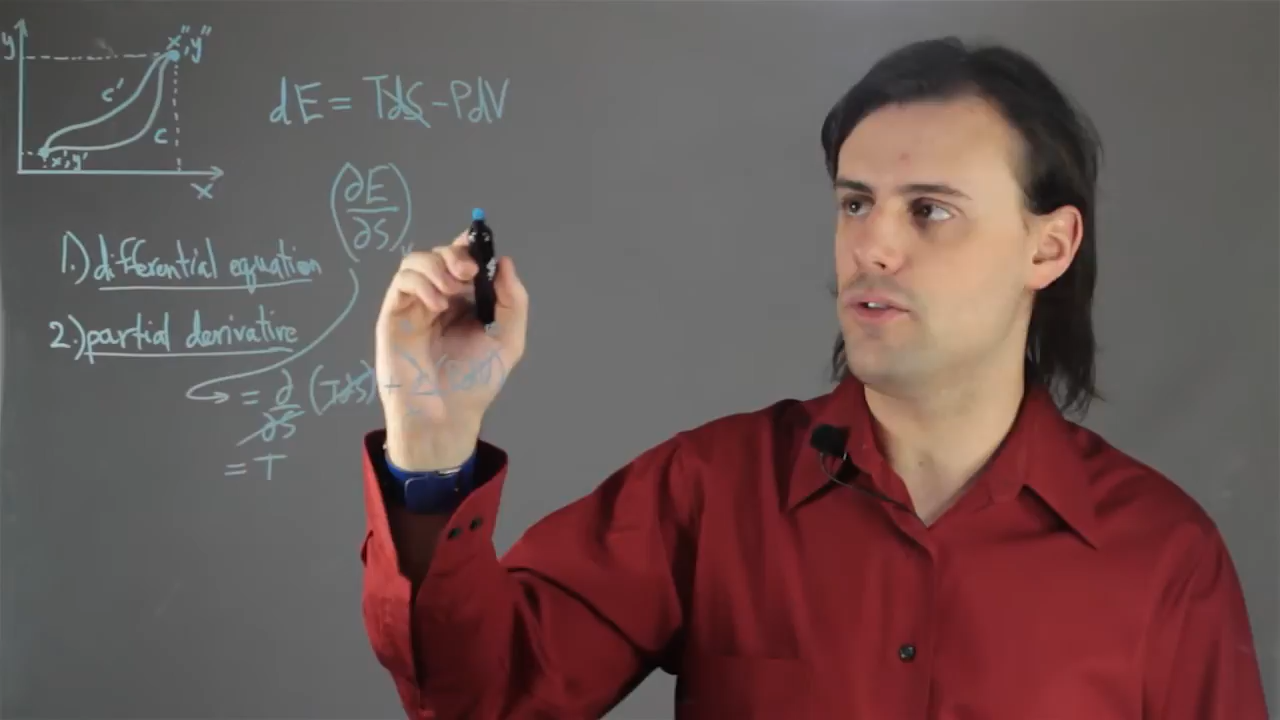 y
x'', y''
c'
c
x', y'
x
dE = TdS - PdV
(∂E/∂S)
1.) differential equation
2.) partial derivative
= ∂/∂S (TdS) -
= T